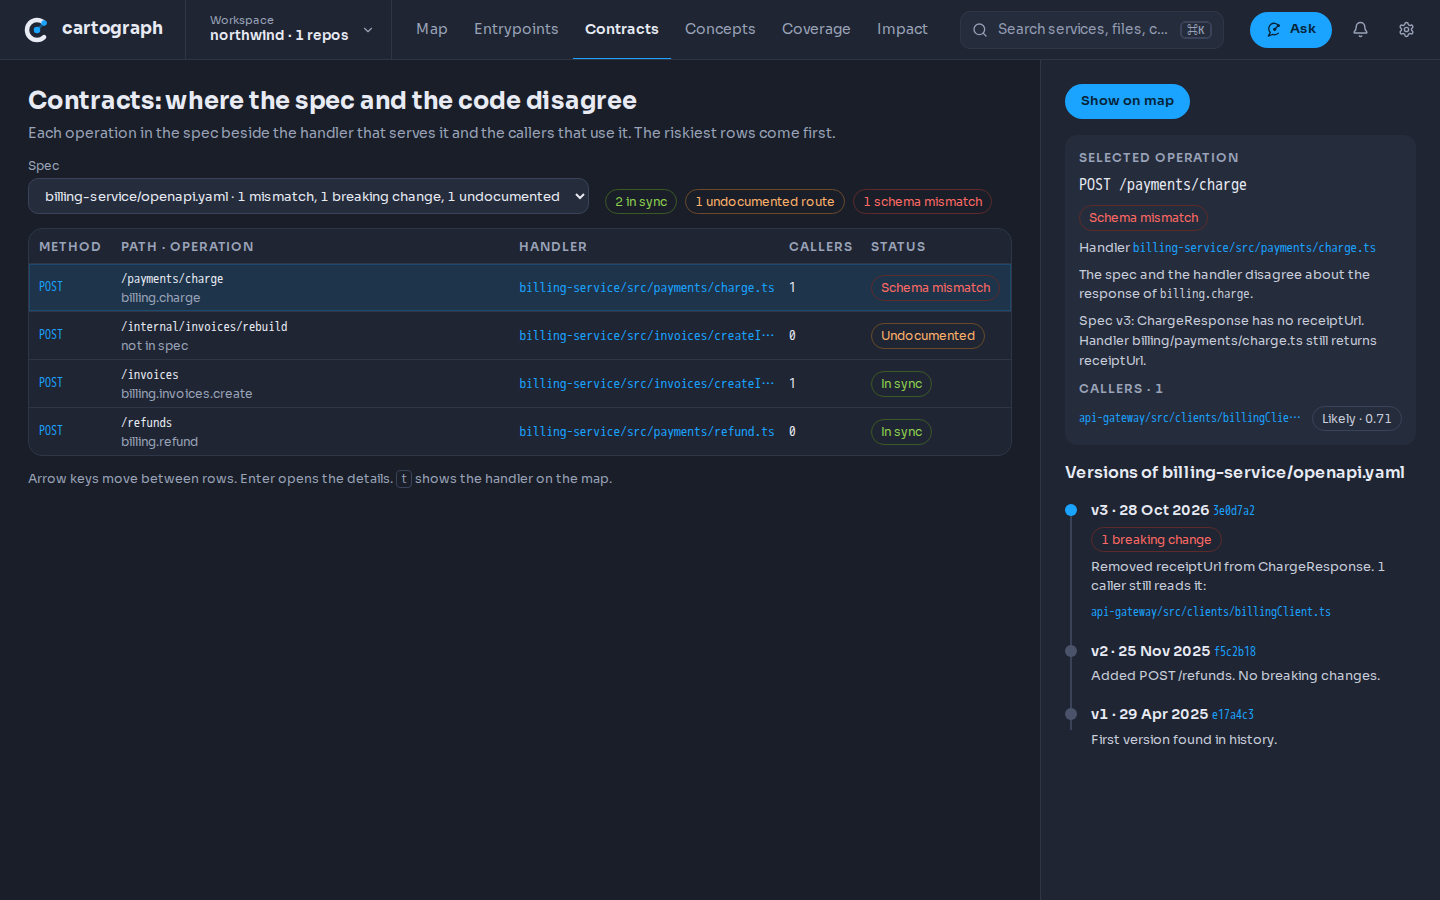 cartograph
Workspace
northwind · 1 repos
Map
Entrypoints
Contracts
Concepts
Coverage
Impact
Search services, files, c...
⌘K
Ask
Contracts: where the spec and the code disagree
Each operation in the spec beside the handler that serves it and the callers that use it. The riskiest rows come first.
Spec
billing-service/openapi.yaml · 1 mismatch, 1 breaking change, 1 undocumented
2 in sync
1 undocumented route
1 schema mismatch
METHOD PATH · OPERATION HANDLER CALLERS STATUS
POST /payments/charge billing-service/src/payments/charge.ts 1 Schema mismatch
billing.charge
POST /internal/invoices/rebuild billing-service/src/invoices/createI… 0 Undocumented
not in spec
POST /invoices billing-service/src/invoices/createI… 1 In sync
billing.invoices.create
POST /refunds billing-service/src/payments/refund.ts 0 In sync
billing.refund
Arrow keys move between rows. Enter opens the details. t shows the handler on the map.
Show on map
SELECTED OPERATION
POST /payments/charge
Schema mismatch
Handler billing-service/src/payments/charge.ts
The spec and the handler disagree about the
response of billing.charge.
Spec v3: ChargeResponse has no receiptUrl.
Handler billing/payments/charge.ts still returns
receiptUrl.
CALLERS · 1
api-gateway/src/clients/billingClie… Likely · 0.71
Versions of billing-service/openapi.yaml
v3 · 28 Oct 2026 3e0d7a2
1 breaking change
Removed receiptUrl from ChargeResponse. 1
caller still reads it:
api-gateway/src/clients/billingClient.ts
v2 · 25 Nov 2025 f5c2b18
Added POST /refunds. No breaking changes.
v1 · 29 Apr 2025 e17a4c3
First version found in history.